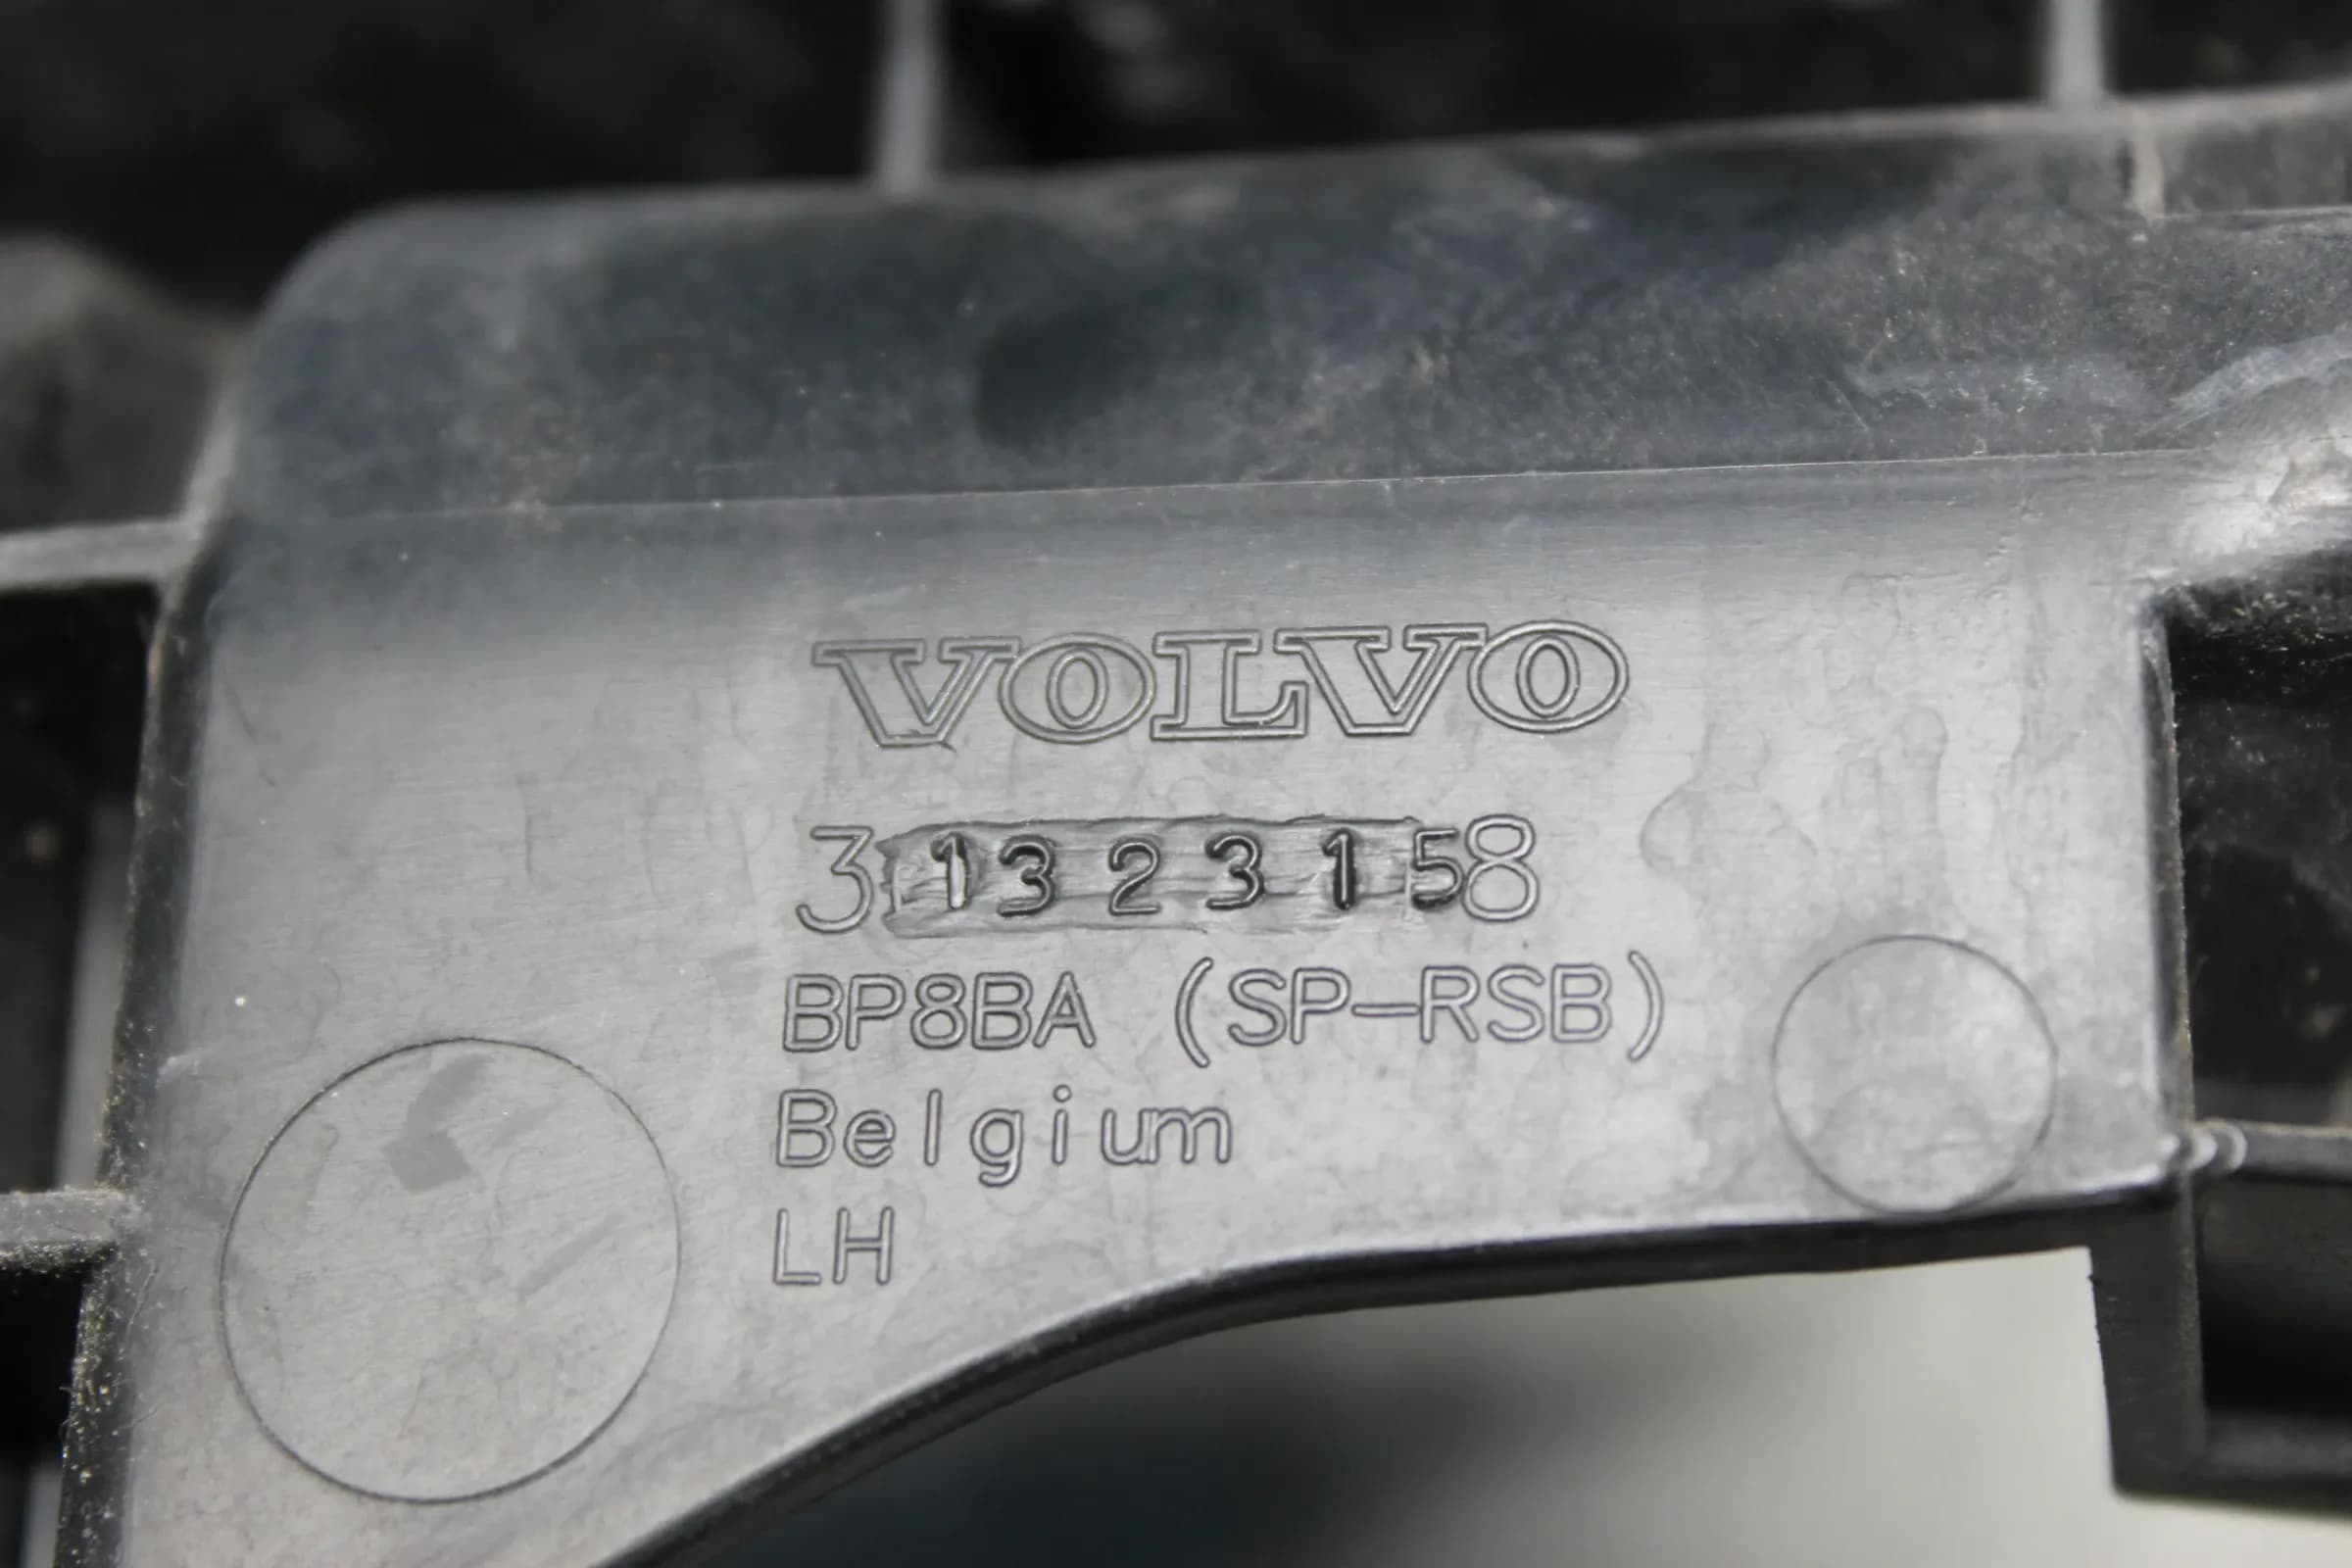 VOLVO
31323158
BP8BA (SP-RSB)
Belgium
LH